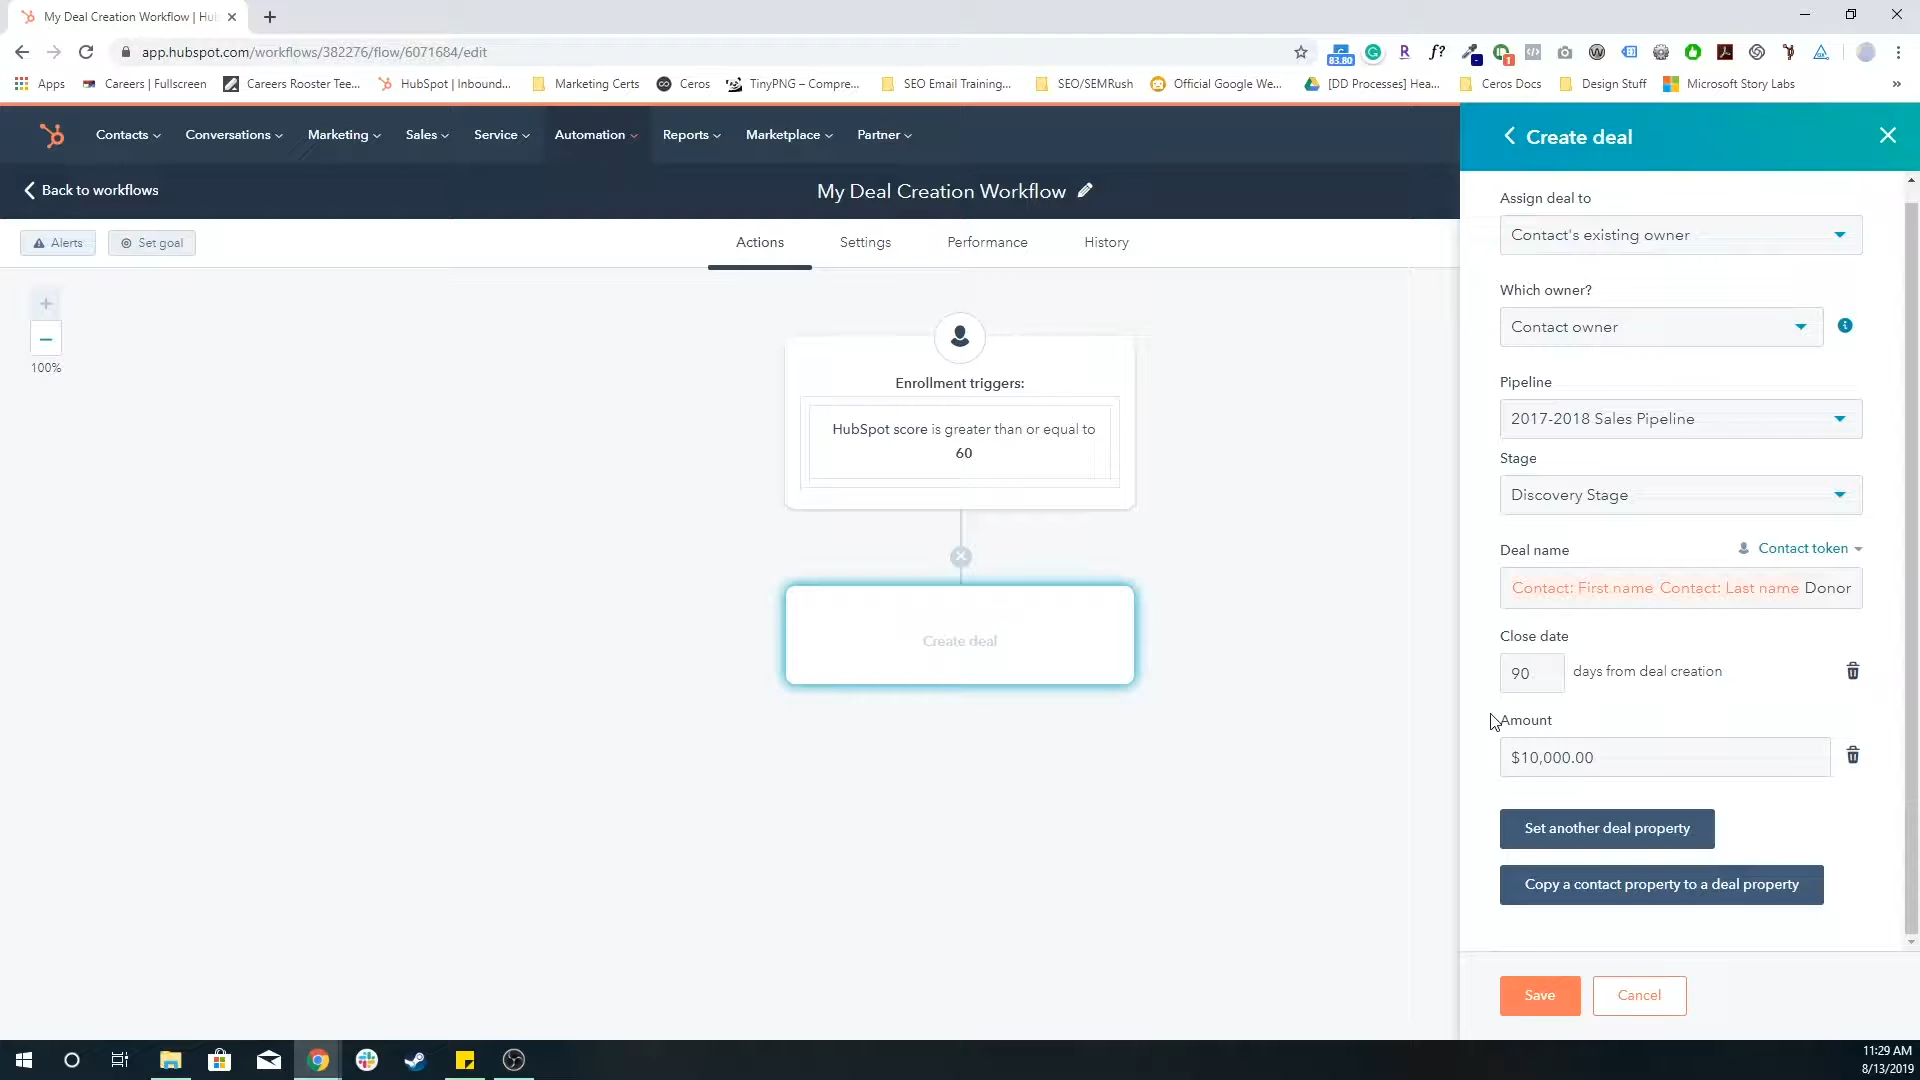 My Deal Creation Workflow | Hu
app.hubspot.com/workflows/382276/flow/6071684/edit
83.80
R
f?
1
Apps
Careers | Fullscreen
Careers Rooster Tee...
HubSpot | Inbound...
Marketing Certs
Ceros
TinyPNG – Compre...
SEO Email Training...
SEO/SEMRush
Official Google We...
[DD Processes] Hea...
Ceros Docs
Design Stuff
Microsoft Story Labs
»
Contacts
Conversations
Marketing
Sales
Service
Automation
Reports
Marketplace
Partner
Back to workflows
My Deal Creation Workflow
Alerts
Set goal
Actions
Settings
Performance
History
100%
Enrollment triggers:
HubSpot score is greater than or equal to
60
Create deal
Create deal
Assign deal to
Contact's existing owner
Which owner?
Contact owner
Pipeline
2017-2018 Sales Pipeline
Stage
Discovery Stage
Deal name
Contact token
Contact: First name Contact: Last name Donor
Close date
90
days from deal creation
Amount
$10,000.00
Set another deal property
Copy a contact property to a deal property
Save
Cancel
11:29 AM
8/13/2019